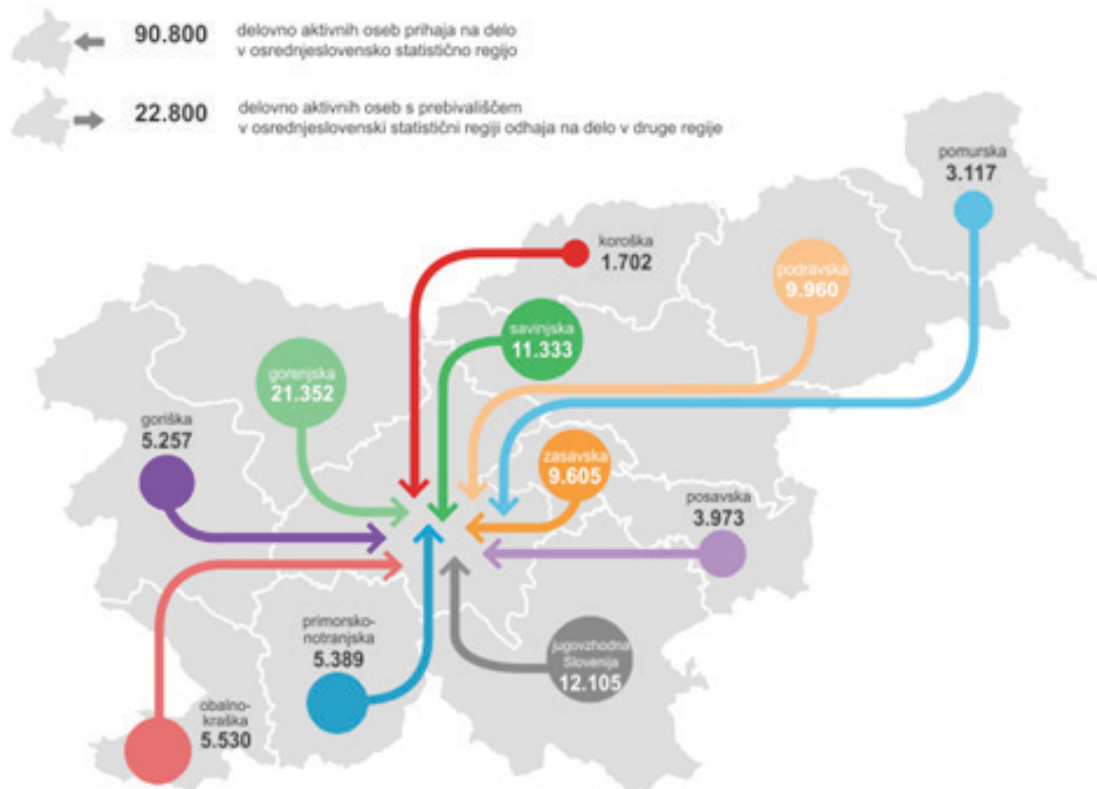 90.800 delovno aktivnih oseb prihaja na delo
v osrednjeslovensko statistično regijo
22.800 delovno aktivnih oseb s prebivališčem
v osrednjeslovenski statistični regiji odhaja na delo v druge regije
pomurska
3.117
koroška
1.702
podravska
9.960
savinjska
11.333
gorenjska
21.352
goriška
5.257
zasavska
9.605
posavska
3.973
primorsko-
notranjska
5.389
jugovzhodna
Slovenija
12.105
obalno-
kraška
5.530